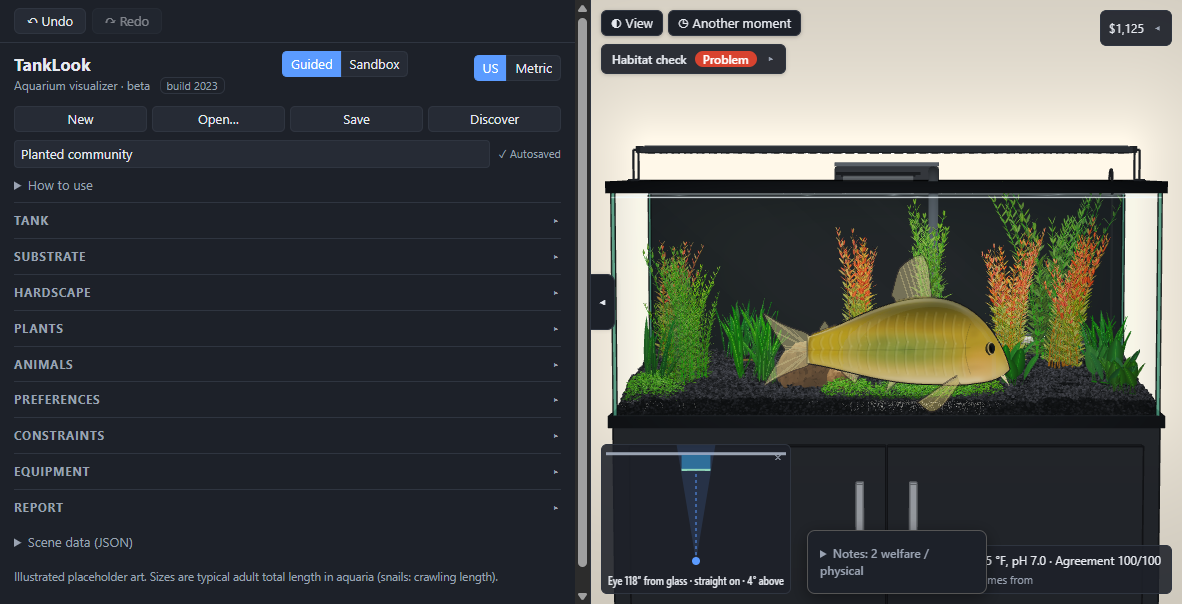 Undo
Redo
TankLook
Aquarium visualizer · beta
build 2023
Guided
Sandbox
US
Metric
New
Open...
Save
Discover
Planted community
✓ Autosaved
How to use
TANK
SUBSTRATE
HARDSCAPE
PLANTS
ANIMALS
PREFERENCES
CONSTRAINTS
EQUIPMENT
REPORT
Scene data (JSON)
Illustrated placeholder art. Sizes are typical adult total length in aquaria (snails: crawling length).
View
Another moment
$1,125
Habitat check
Problem
Eye 118" from glass · straight on · 4° above
Notes: 2 welfare /
physical
5 °F, pH 7.0 · Agreement 100/100
mes from